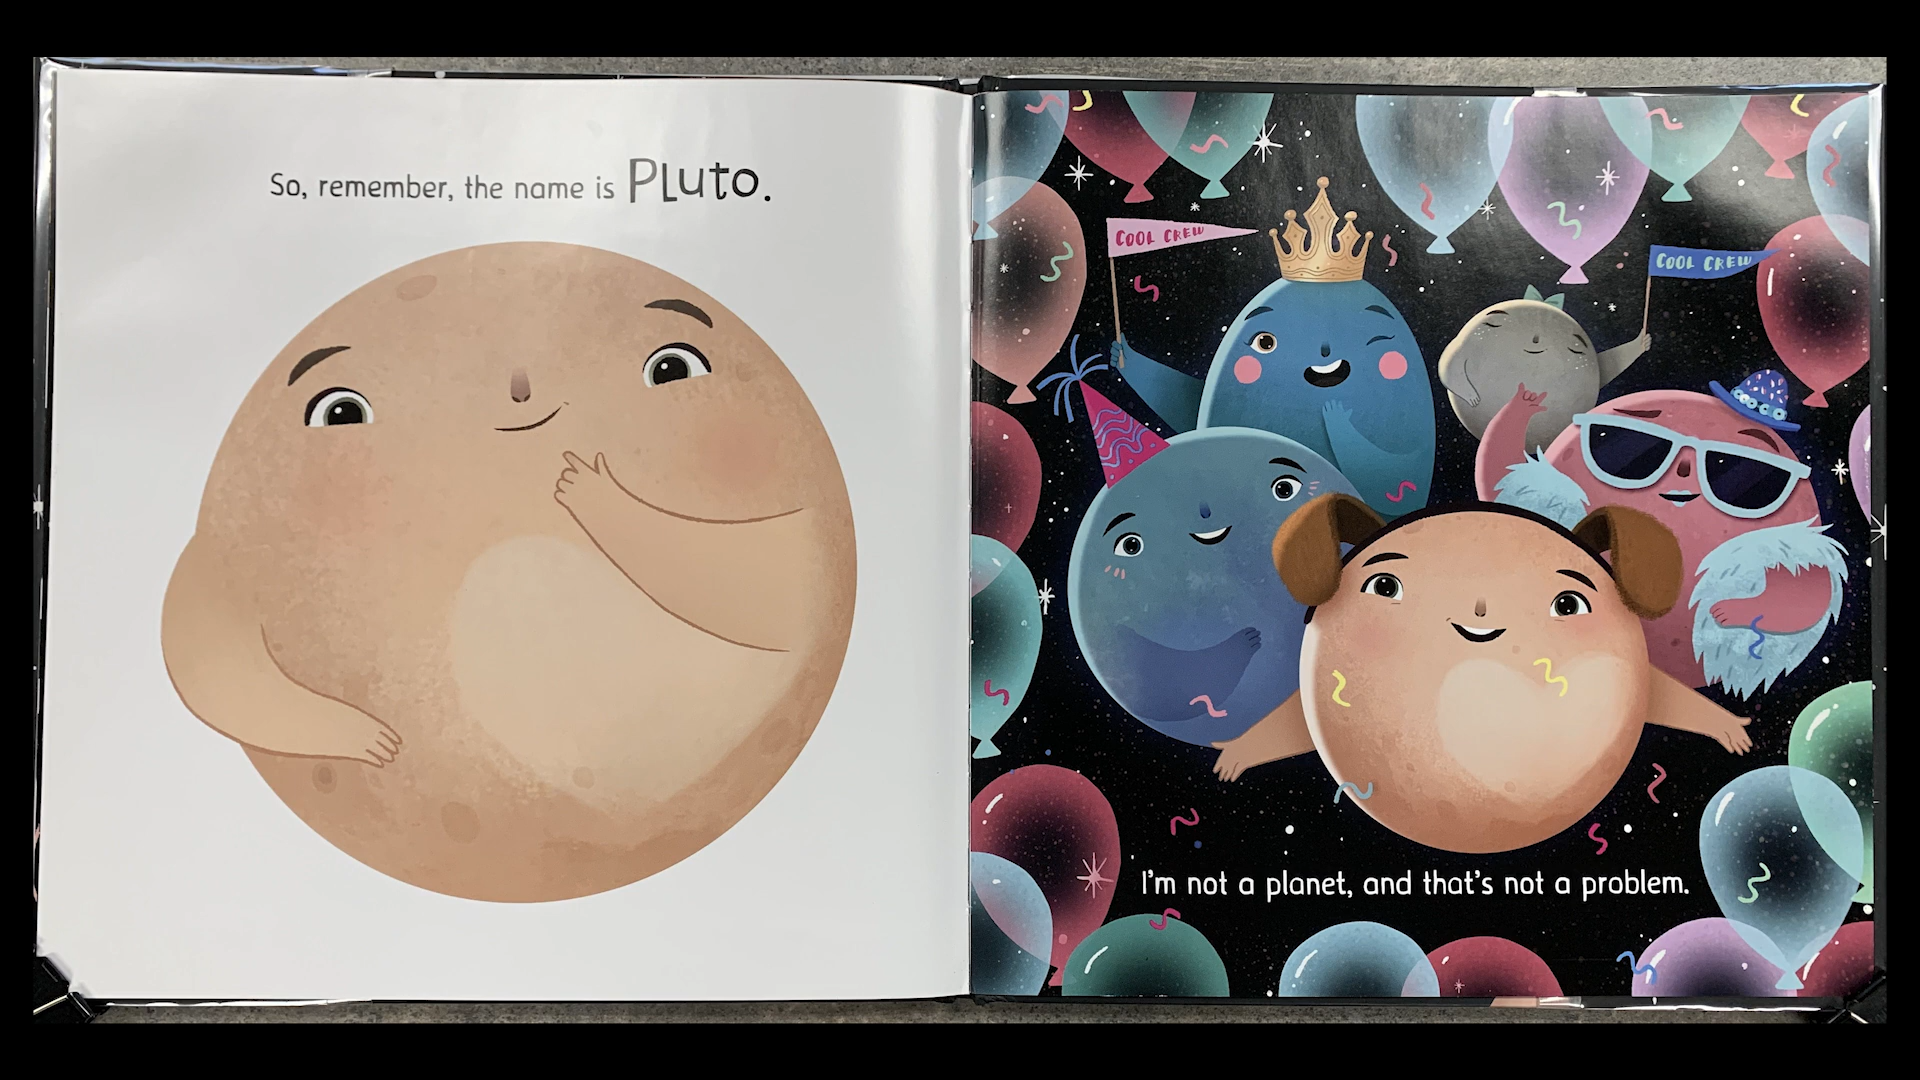 So, remember, the name is PLuto.
COOL CREW
COOL CREW
I'm not a planet, and that's not a problem.